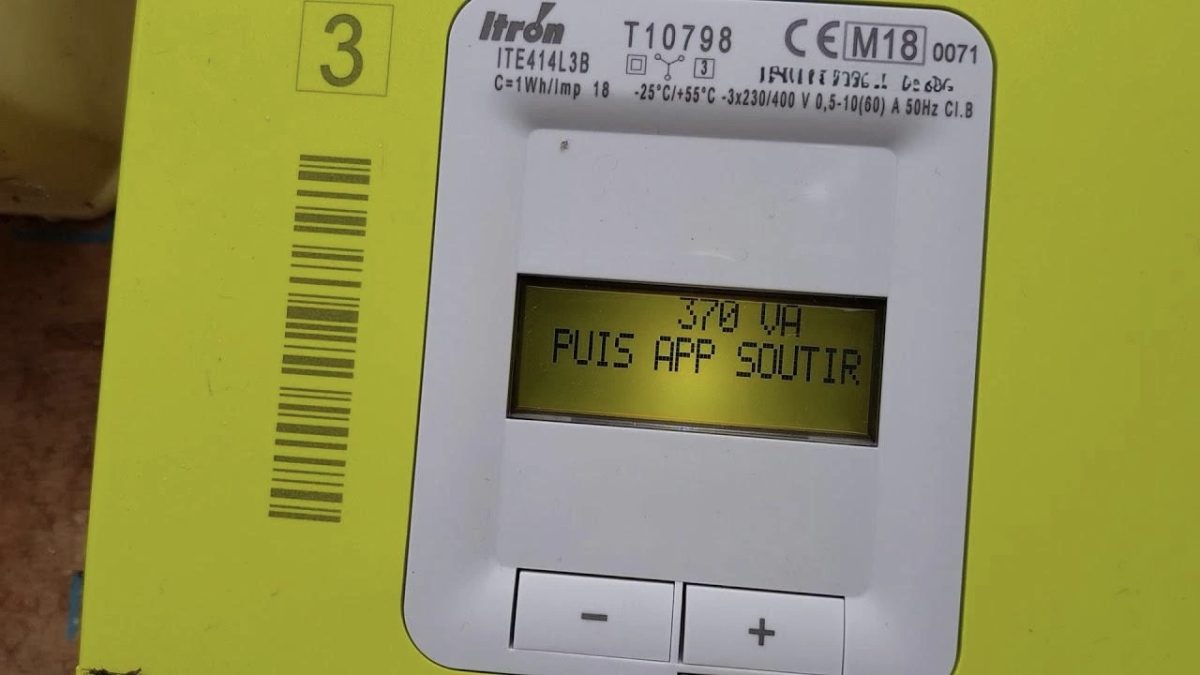 3
Itron
T10798
CE M18 0071
ITE414L3B
3
C=1Wh/Imp 18 -25°C/+55°C -3x230/400 V 0,5-10(60) A 50Hz Cl.B
370 VA
PUIS APP SOUTIR
- +